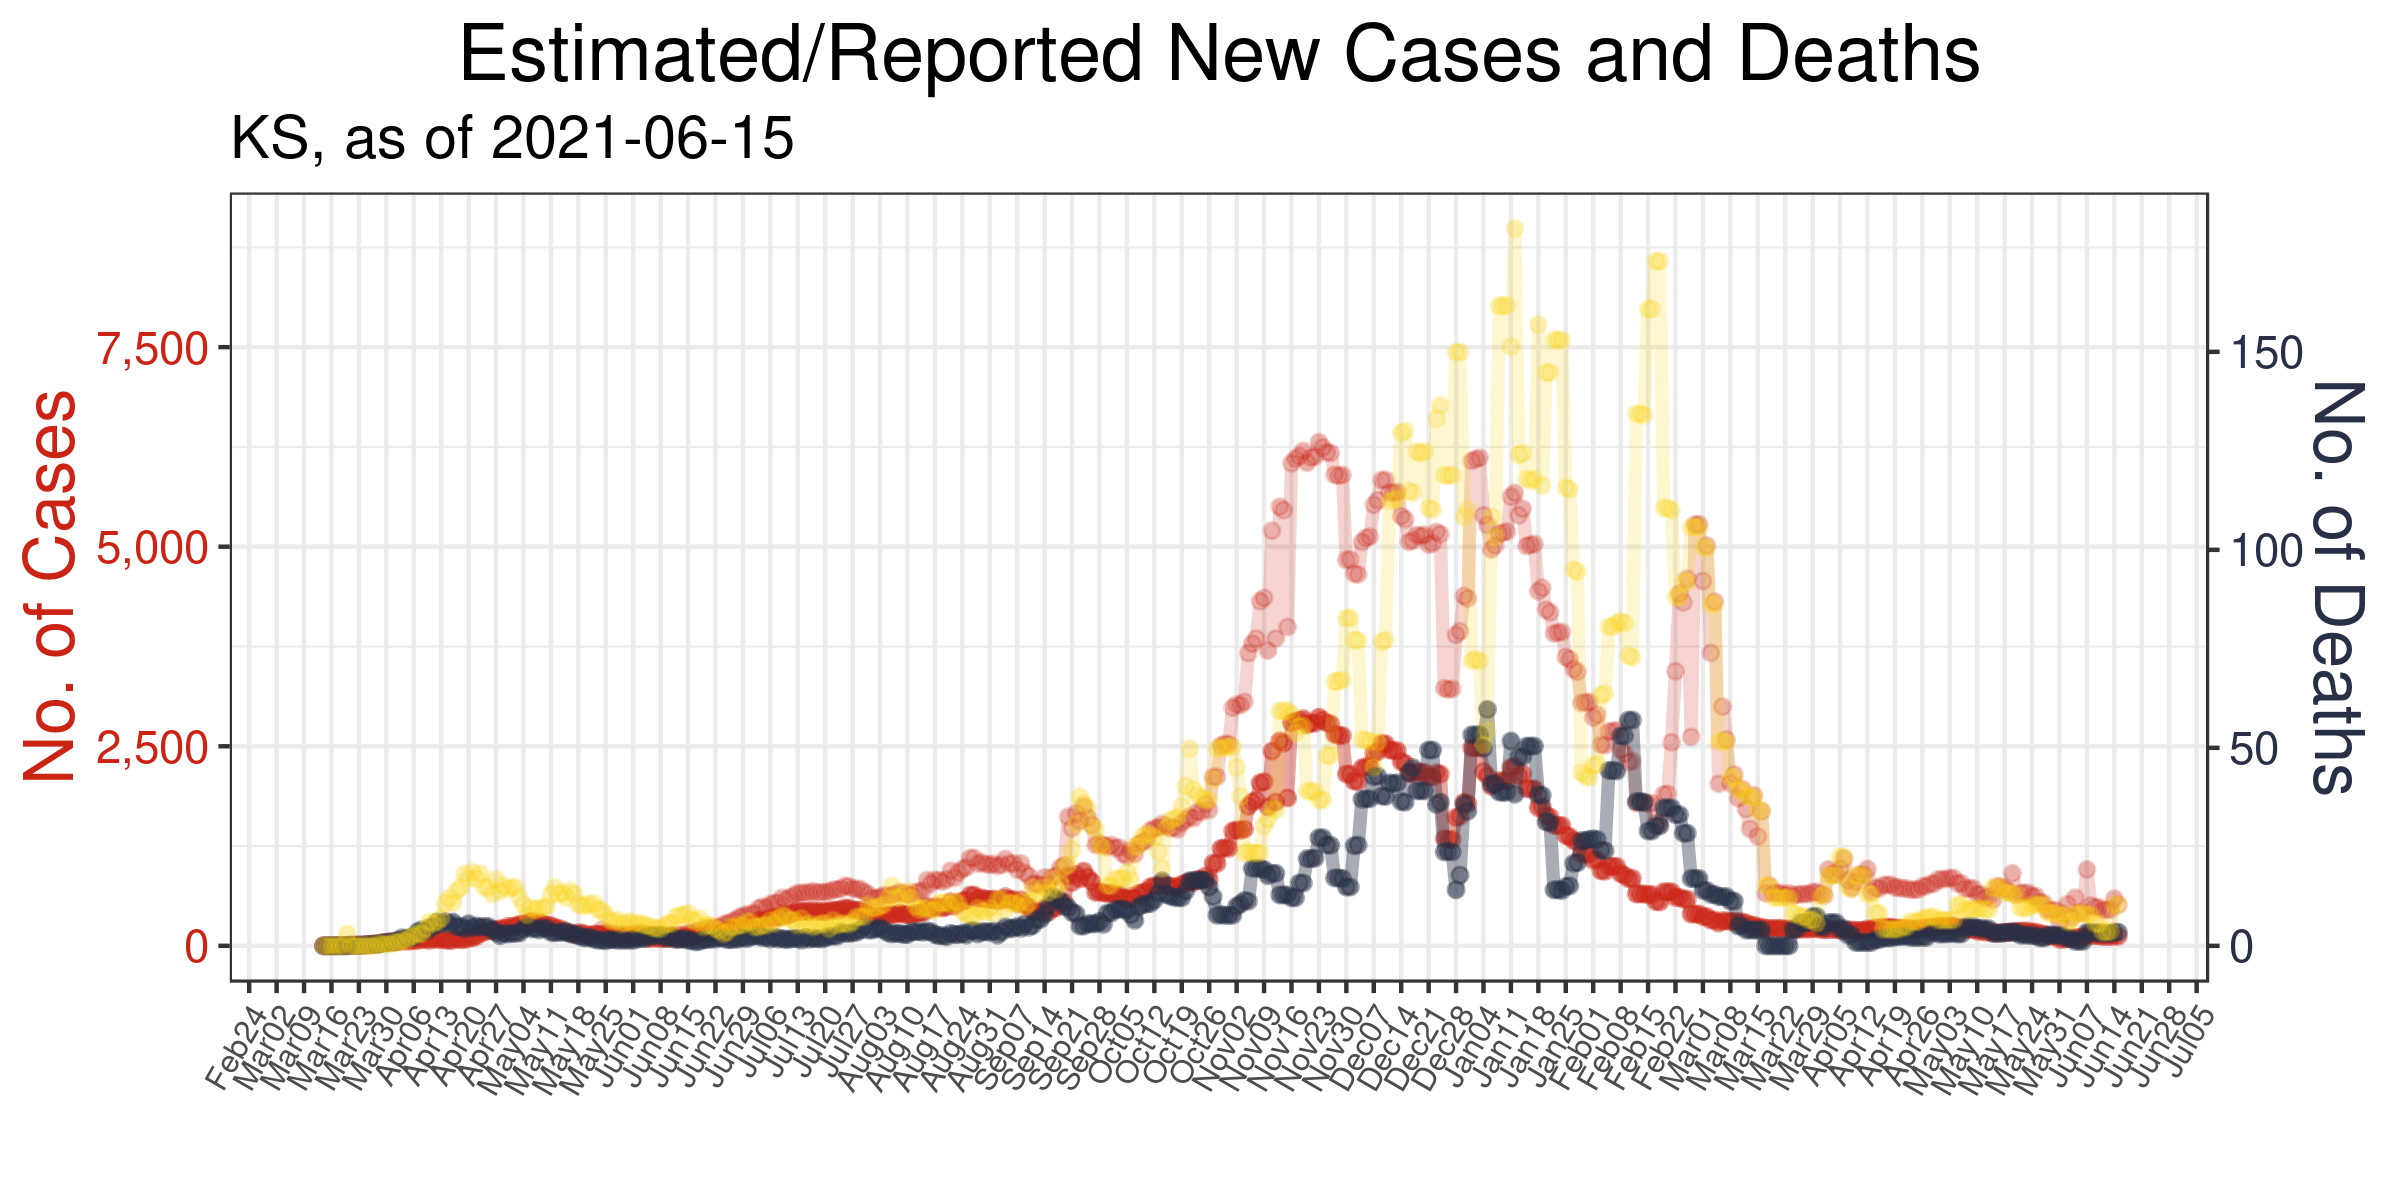 Estimated/Reported New Cases and Deaths
KS, as of 2021-06-15
No. of Cases
7,500
5,000
2,500
0
150
100
50
0
No. of Deaths
Feb24
Mar02
Mar09
Mar16
Mar23
Mar30
Apr06
Apr13
Apr20
Apr27
May04
May11
May18
May25
Jun01
Jun08
Jun15
Jun22
Jun29
Jul06
Jul13
Jul20
Jul27
Aug03
Aug10
Aug17
Aug24
Aug31
Sep07
Sep14
Sep21
Sep28
Oct05
Oct12
Oct19
Oct26
Nov02
Nov09
Nov16
Nov23
Nov30
Dec07
Dec14
Dec21
Dec28
Jan04
Jan11
Jan18
Jan25
Feb01
Feb08
Feb15
Feb22
Mar01
Mar08
Mar15
Mar22
Mar29
Apr05
Apr12
Apr19
Apr26
May03
May10
May17
May24
May31
Jun07
Jun14
Jun21
Jun28
Jul05